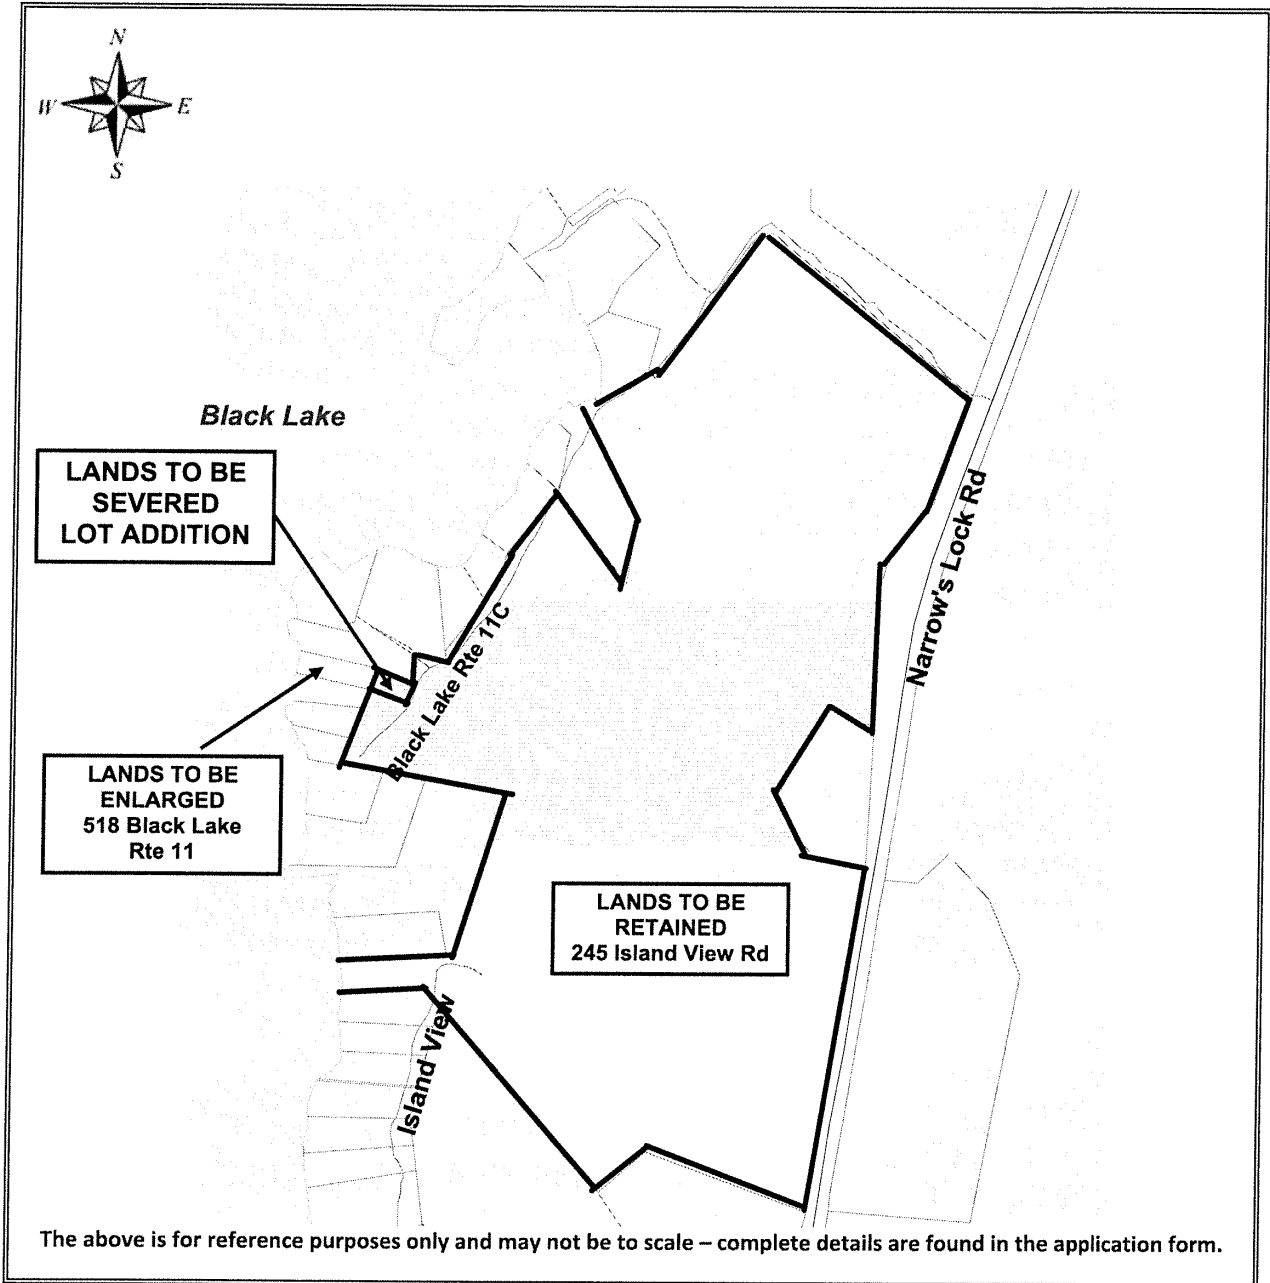 N
W E
S
Black Lake
LANDS TO BE
SEVERED
LOT ADDITION
Narrow's Lock Rd
Black Lake Rte 11C
LANDS TO BE
ENLARGED
518 Black Lake
Rte 11
LANDS TO BE
RETAINED
245 Island View Rd
Island View
The above is for reference purposes only and may not be to scale – complete details are found in the application form.